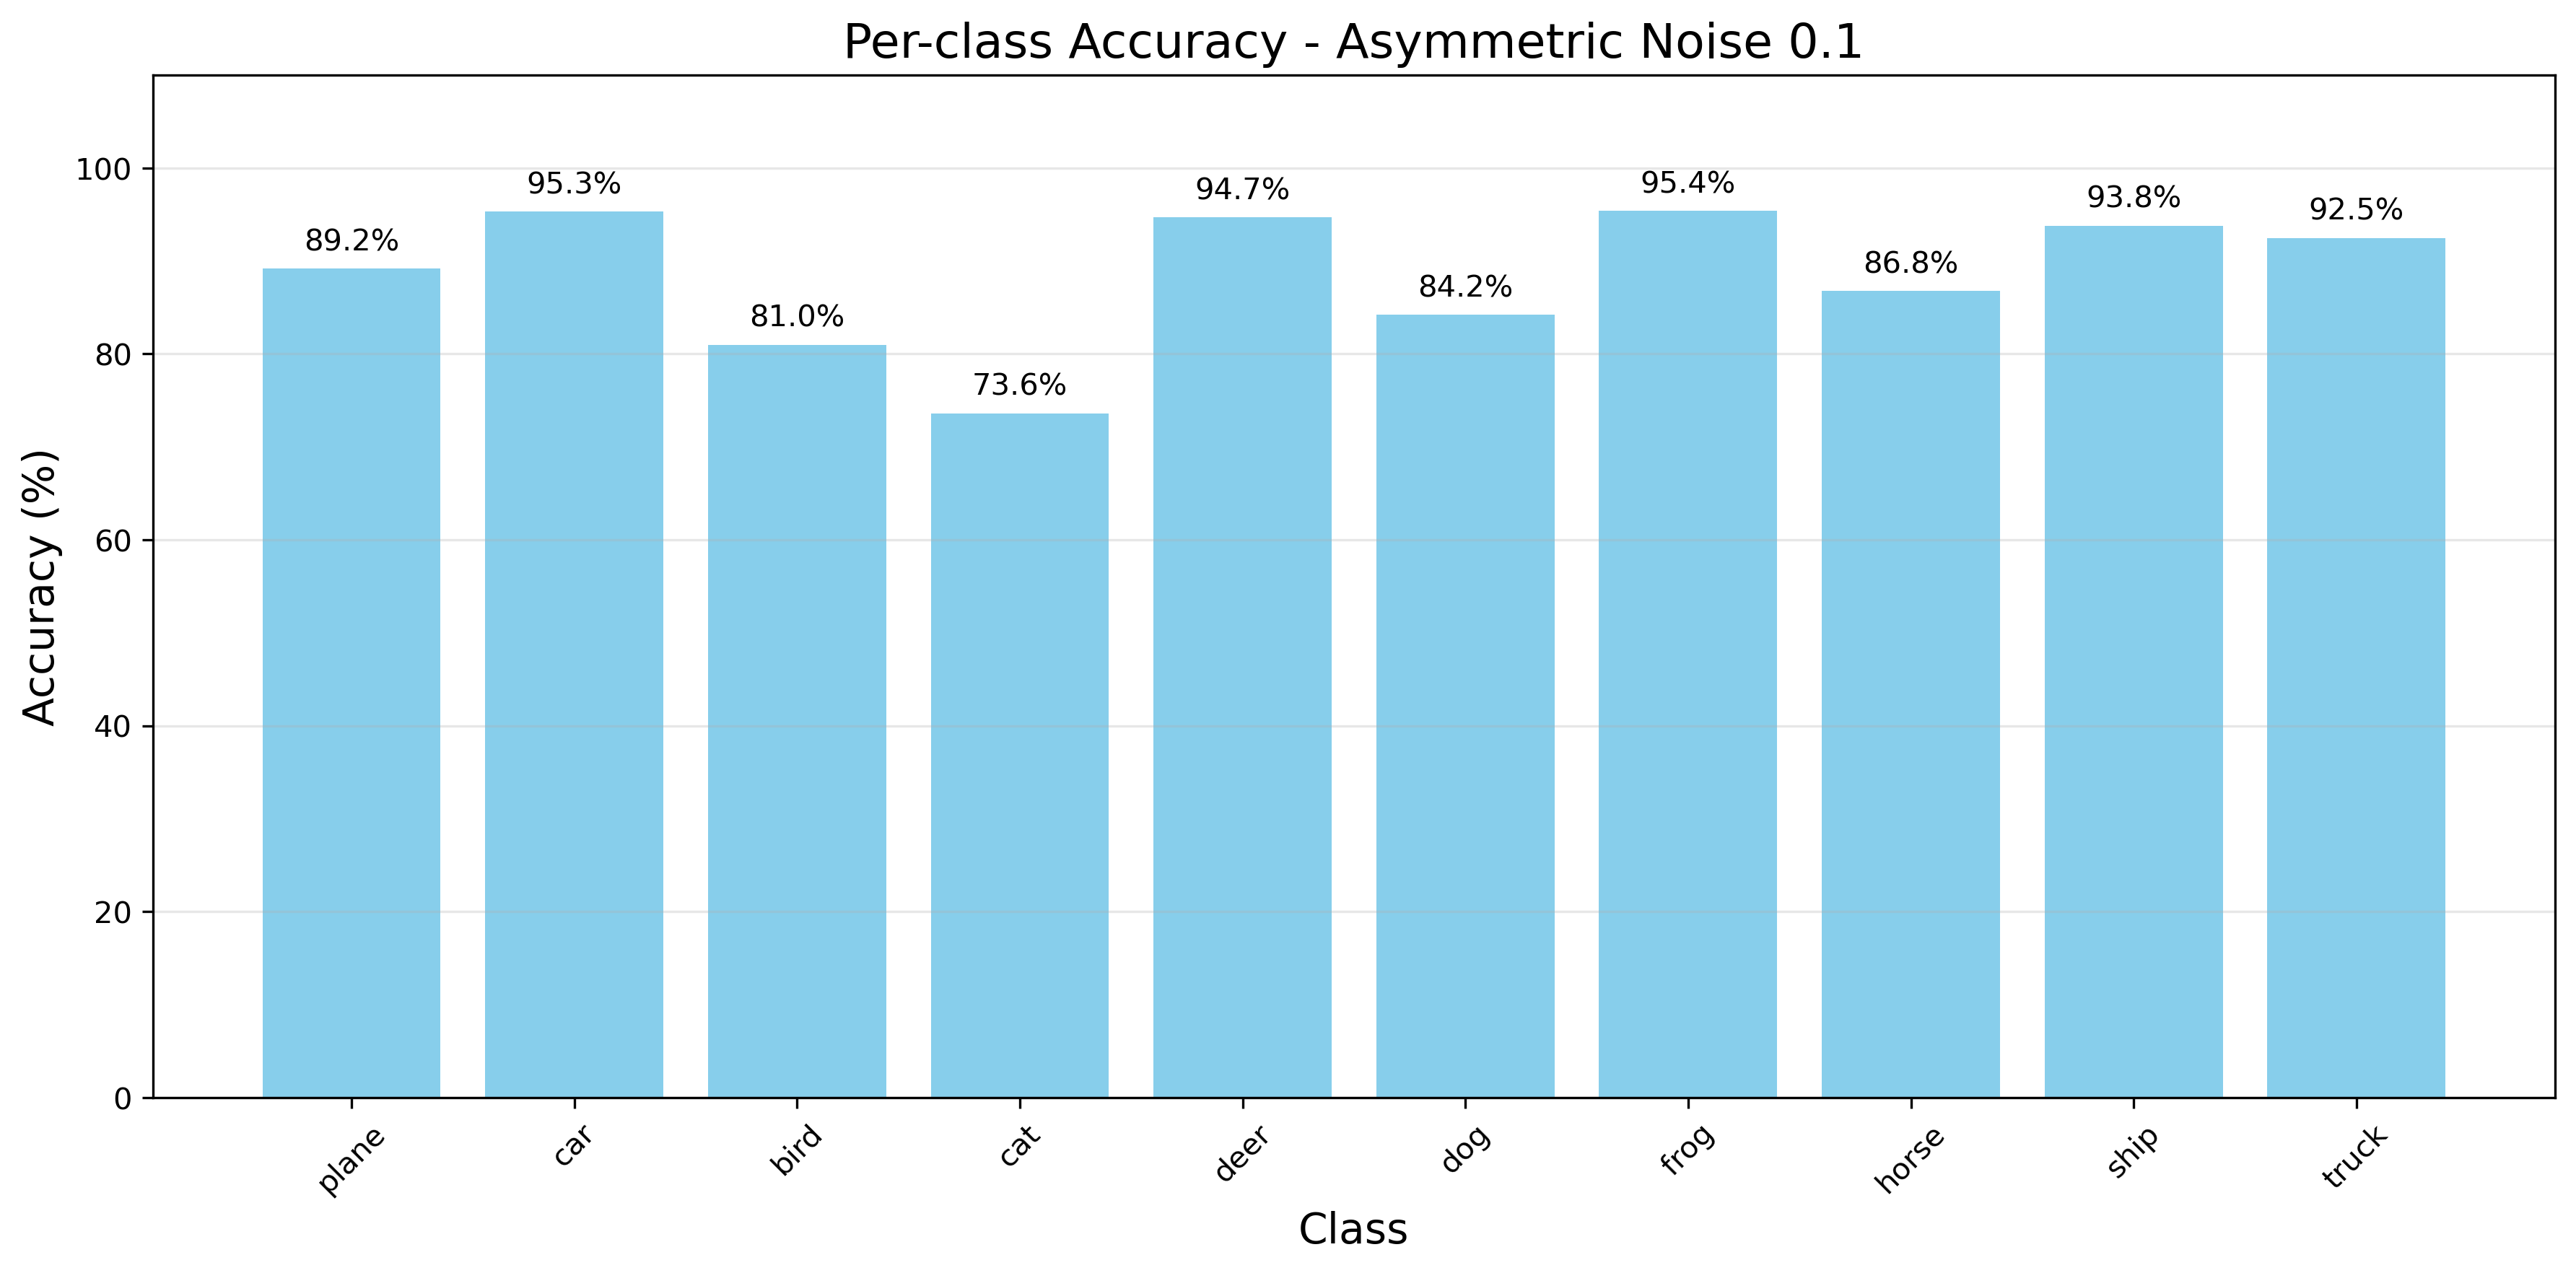 Per-class Accuracy - Asymmetric Noise 0.1
Accuracy (%)
100
80
60
40
20
0
89.2%
95.3%
81.0%
73.6%
94.7%
84.2%
95.4%
86.8%
93.8%
92.5%
plane
car
bird
cat
deer
dog
frog
horse
ship
truck
Class